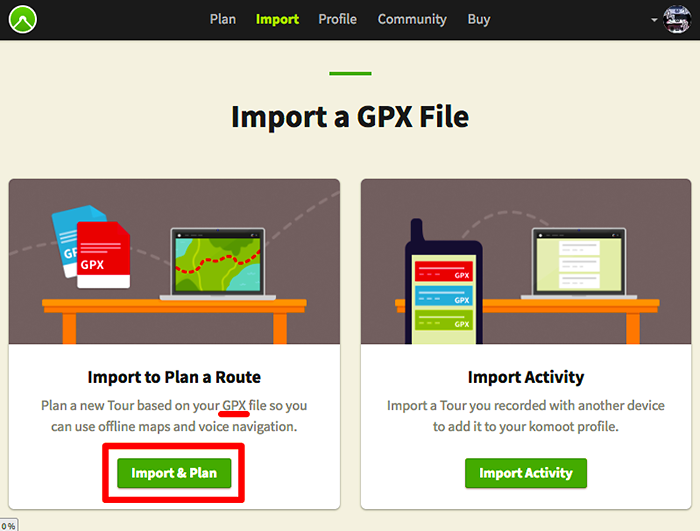 Plan Import Profile Community Buy
Import a GPX File
GPX
GPX
GPX
GPX
Import to Plan a Route
Plan a new Tour based on your GPX file so you
can use offline maps and voice navigation.
Import & Plan
Import Activity
Import a Tour you recorded with another device
to add it to your komoot profile.
Import Activity
0 %